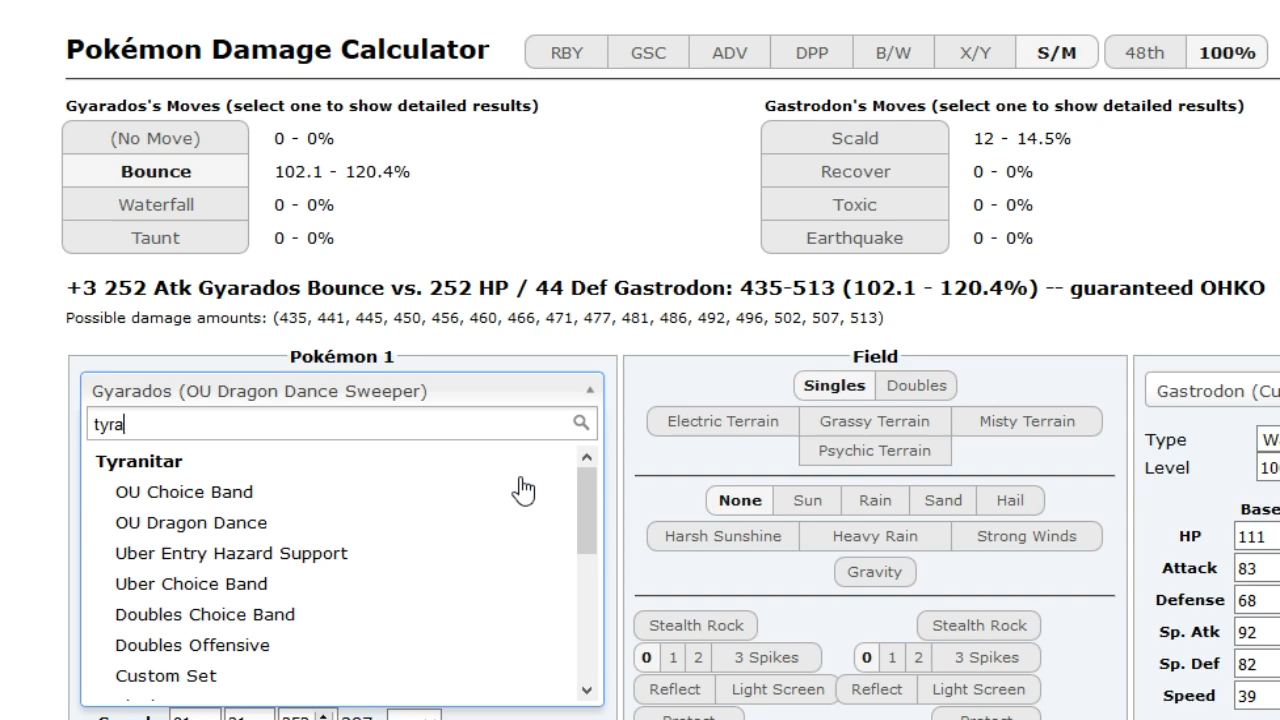 Pokémon Damage Calculator RBY GSC ADV DPP B/W X/Y S/M 48th 100%
Gyarados's Moves (select one to show detailed results)
(No Move) 0 - 0%
Bounce 102.1 - 120.4%
Waterfall 0 - 0%
Taunt 0 - 0%
Gastrodon's Moves (select one to show detailed results)
Scald 12 - 14.5%
Recover 0 - 0%
Toxic 0 - 0%
Earthquake 0 - 0%
+3 252 Atk Gyarados Bounce vs. 252 HP / 44 Def Gastrodon: 435-513 (102.1 - 120.4%) -- guaranteed OHKO
Possible damage amounts: (435, 441, 445, 450, 456, 460, 466, 471, 477, 481, 486, 492, 496, 502, 507, 513)
Pokémon 1
Gyarados (OU Dragon Dance Sweeper)
tyra
Tyranitar
OU Choice Band
OU Dragon Dance
Uber Entry Hazard Support
Uber Choice Band
Doubles Choice Band
Doubles Offensive
Custom Set
Field
Singles Doubles
Electric Terrain Grassy Terrain Misty Terrain
Psychic Terrain
None Sun Rain Sand Hail
Harsh Sunshine Heavy Rain Strong Winds
Gravity
Stealth Rock Stealth Rock
0 1 2 3 Spikes 0 1 2 3 Spikes
Reflect Light Screen Reflect Light Screen
Protect Protect
Gastrodon (Cu
Type W
Level 10
Base
HP 111
Attack 83
Defense 68
Sp. Atk 92
Sp. Def 82
Speed 39